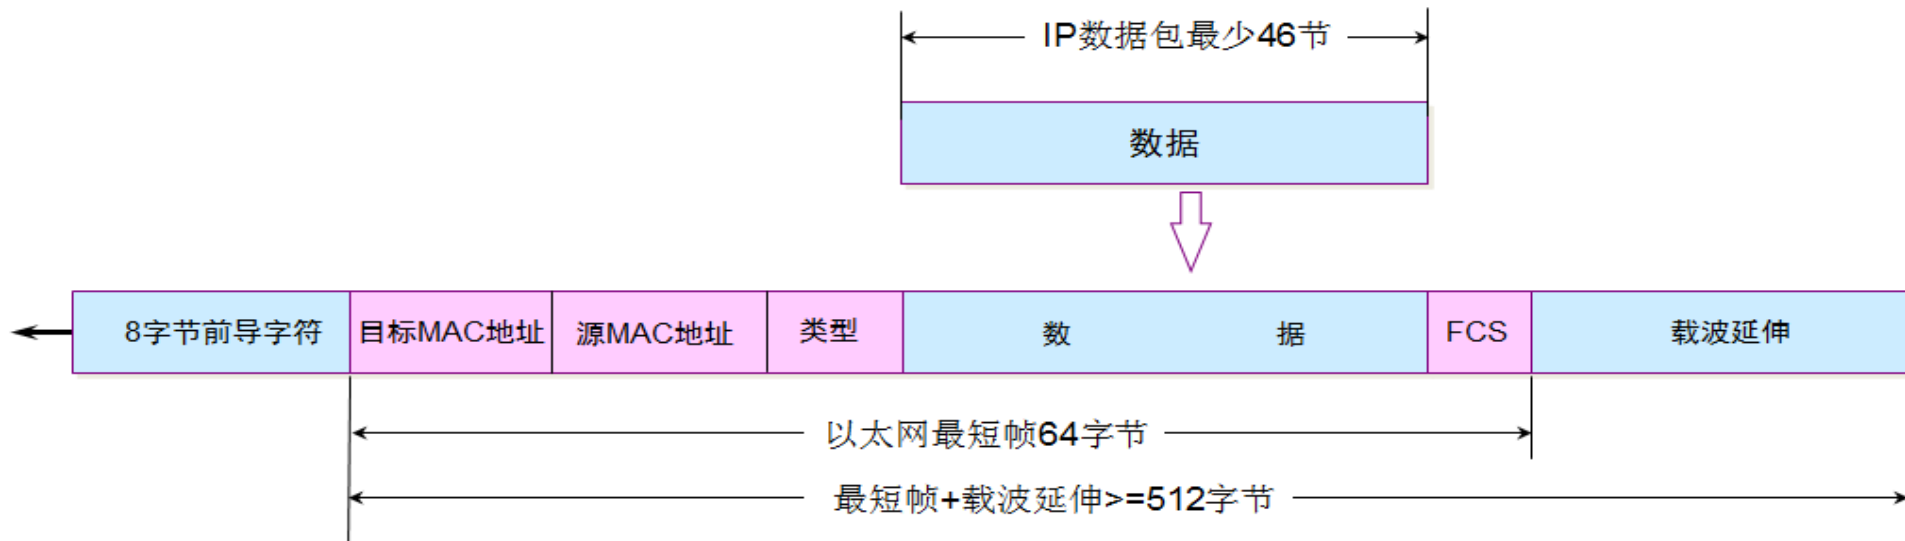 IP数据包最少46节
数据
8字节前导字符 目标MAC地址 源MAC地址 类型 数 据 FCS 载波延伸
以太网最短帧64字节
最短帧+载波延伸>=512字节